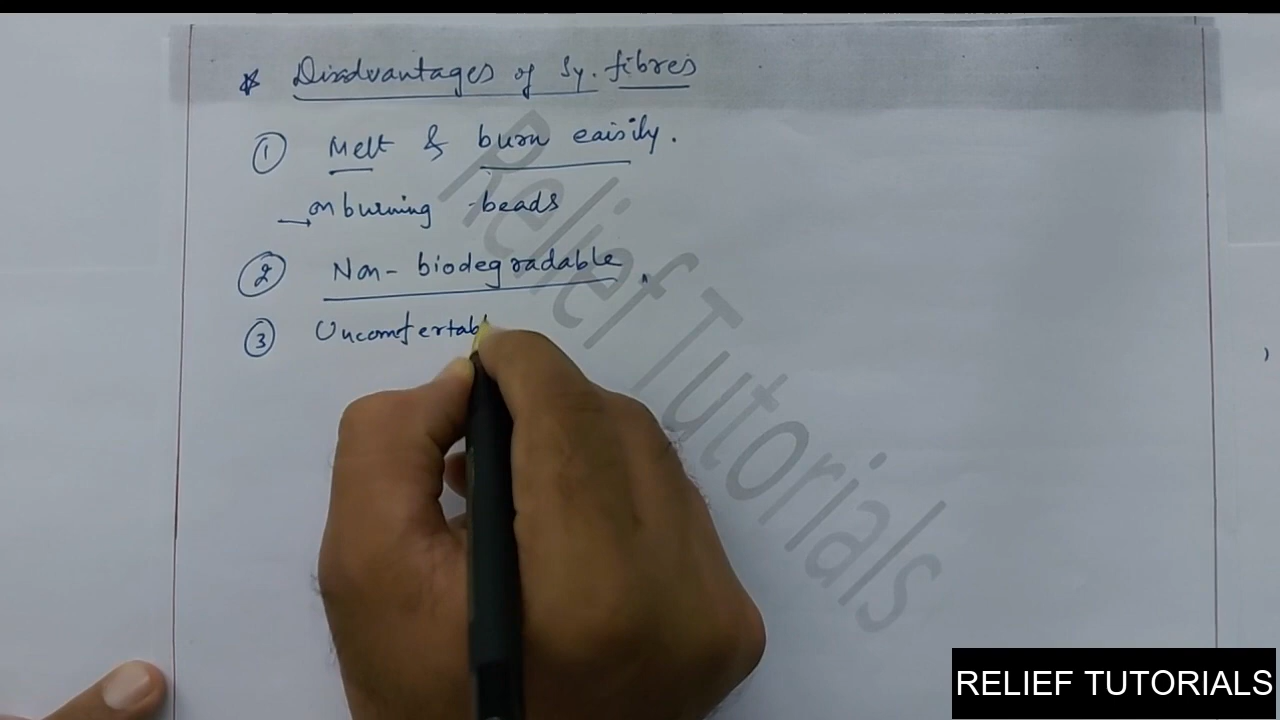 * Disadvantages of Sy. fibres
① Melt & burn eaisily.
→ on burning - beads
② Non-biodegradable.
③ Uncomfertab
Relief Tutorials
RELIEF TUTORIALS